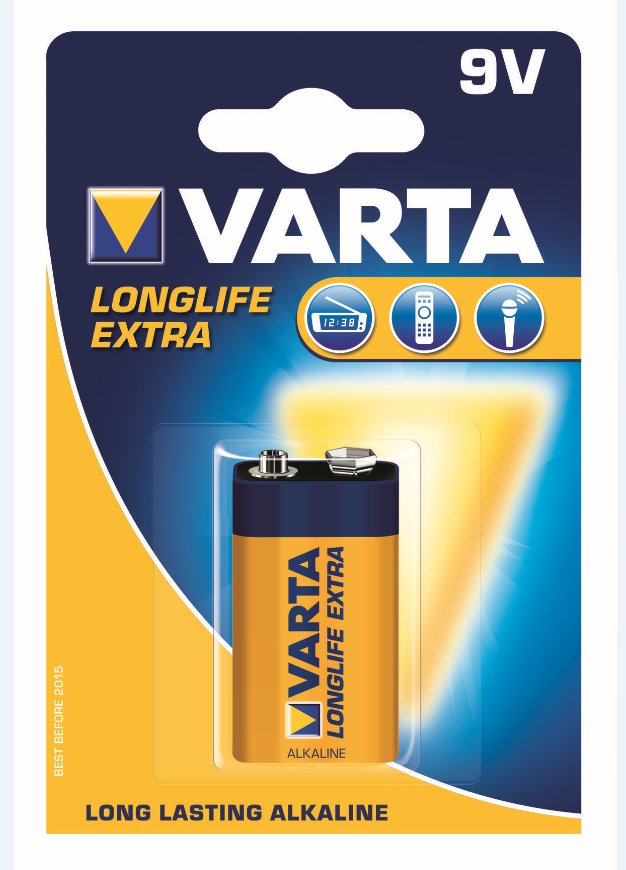 9V
VARTA
LONGLIFE
EXTRA
12:38
VARTA
LONGLIFE EXTRA
ALKALINE
BEST BEFORE 2015
LONG LASTING ALKALINE